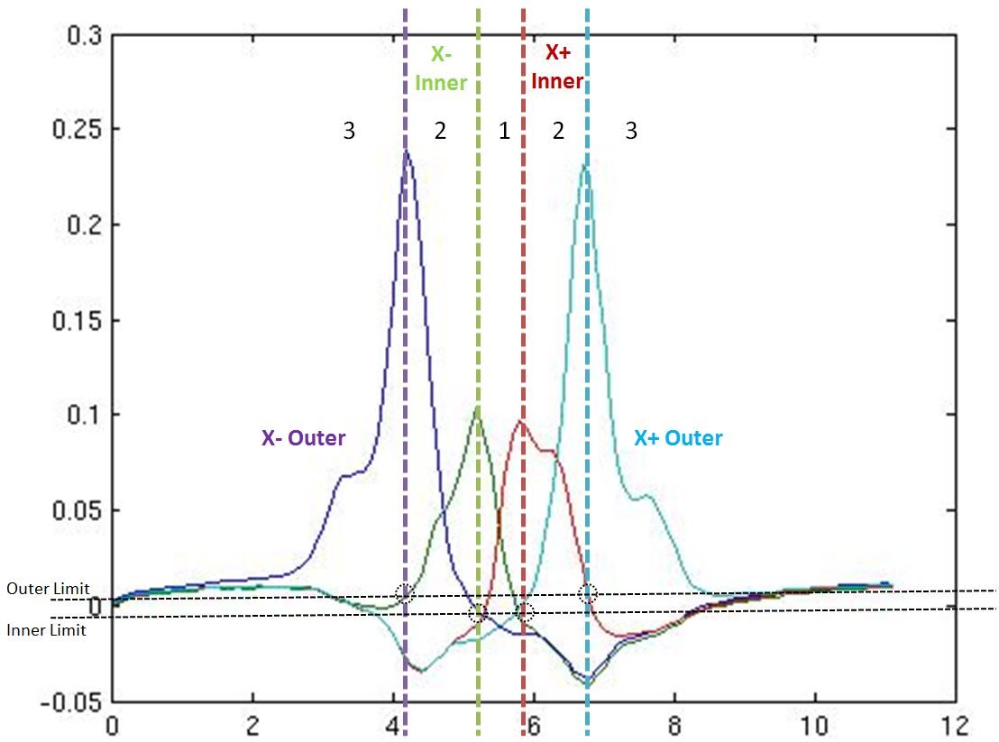 0.3
X-
Inner
X+
Inner
0.25
3
2
1
2
3
0.2
0.15
0.1
X- Outer
X+ Outer
0.05
Outer Limit
0
Inner Limit
-0.05
0
2
4
6
8
10
12